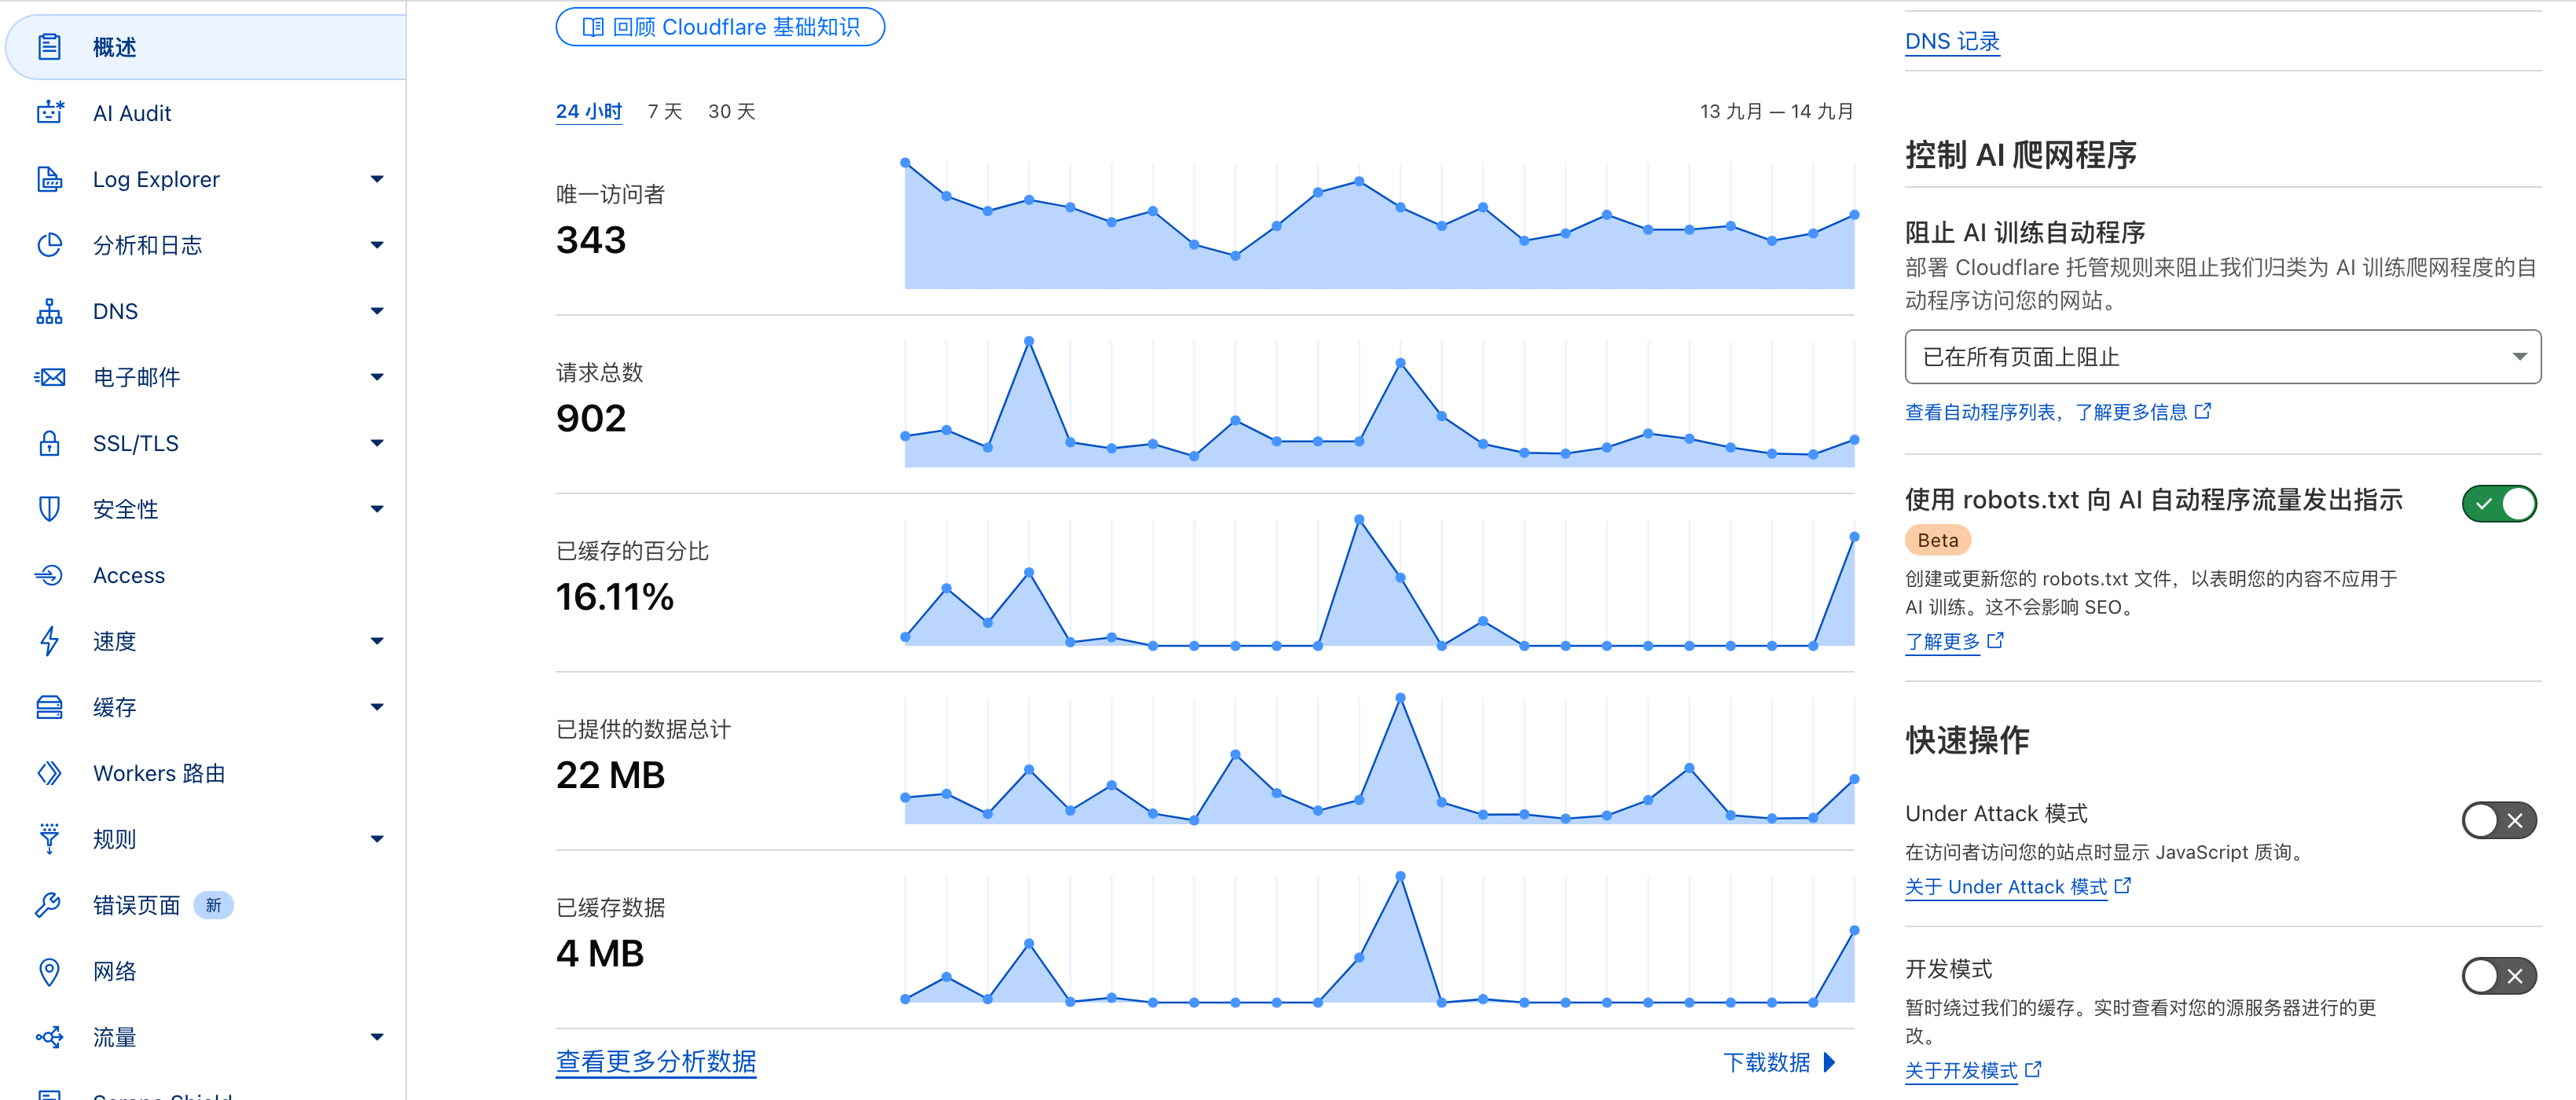 概述
AI Audit
Log Explorer
分析和日志
DNS
电子邮件
SSL/TLS
安全性
Access
速度
缓存
Workers 路由
规则
错误页面 新
网络
流量
回顾 Cloudflare 基础知识
24 小时 7 天 30 天
13 九月 — 14 九月
唯一访问者
343
请求总数
902
已缓存的百分比
16.11%
已提供的数据总计
22 MB
已缓存数据
4 MB
查看更多分析数据
下载数据
DNS 记录
控制 AI 爬网程序
阻止 AI 训练自动程序
部署 Cloudflare 托管规则来阻止我们归类为 AI 训练爬网程度的自
动程序访问您的网站。
已在所有页面上阻止
查看自动程序列表，了解更多信息
使用 robots.txt 向 AI 自动程序流量发出指示
Beta
创建或更新您的 robots.txt 文件，以表明您的内容不应用于
AI 训练。这不会影响 SEO。
了解更多
快速操作
Under Attack 模式
在访问者访问您的站点时显示 JavaScript 质询。
关于 Under Attack 模式
开发模式
暂时绕过我们的缓存。实时查看对您的源服务器进行的更
改。
关于开发模式